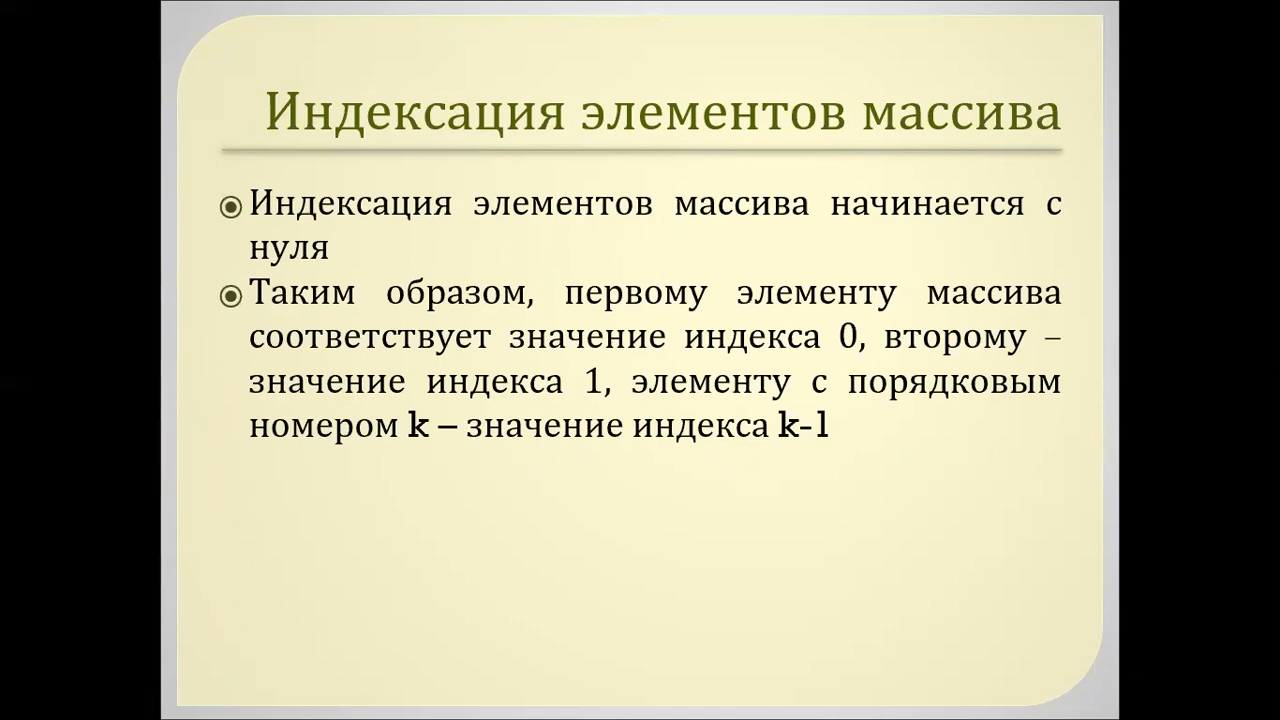 Индексация элементов массива
Индексация элементов массива начинается с
нуля
Таким образом, первому элементу массива
соответствует значение индекса 0, второму –
значение индекса 1, элементу с порядковым
номером k – значение индекса k-1